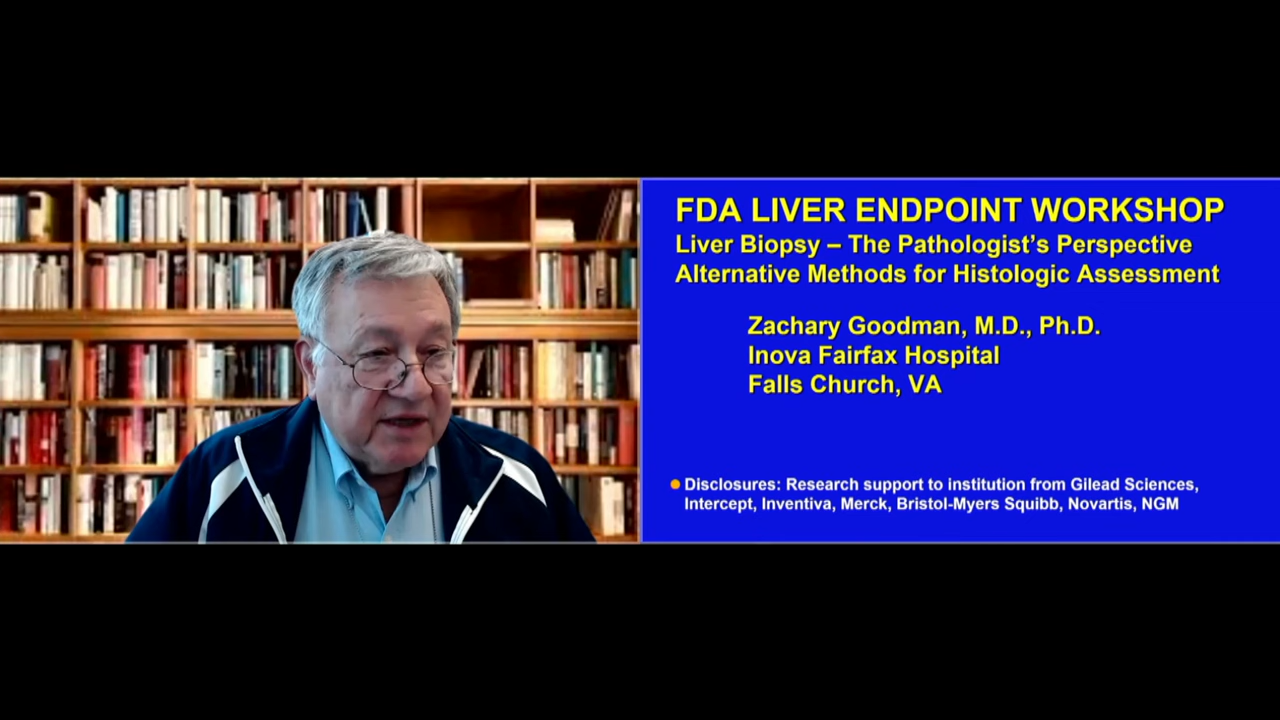 FDA LIVER ENDPOINT WORKSHOP
Liver Biopsy – The Pathologist's Perspective
Alternative Methods for Histologic Assessment
Zachary Goodman, M.D., Ph.D.
Inova Fairfax Hospital
Falls Church, VA
Disclosures: Research support to institution from Gilead Sciences,
Intercept, Inventiva, Merck, Bristol-Myers Squibb, Novartis, NGM